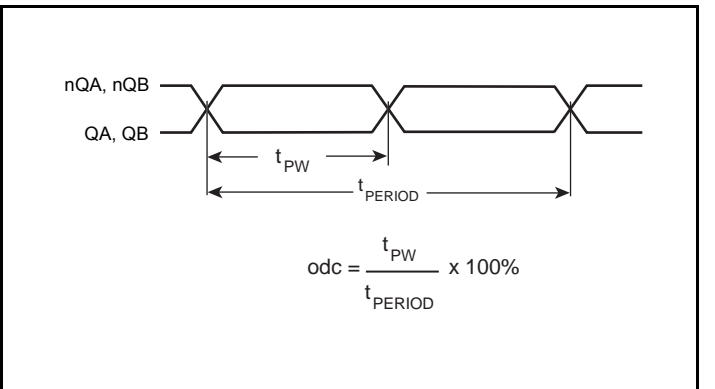 nQA, nQB
QA, QB
tPW
tPERIOD
odc = tPW / tPERIOD x 100%